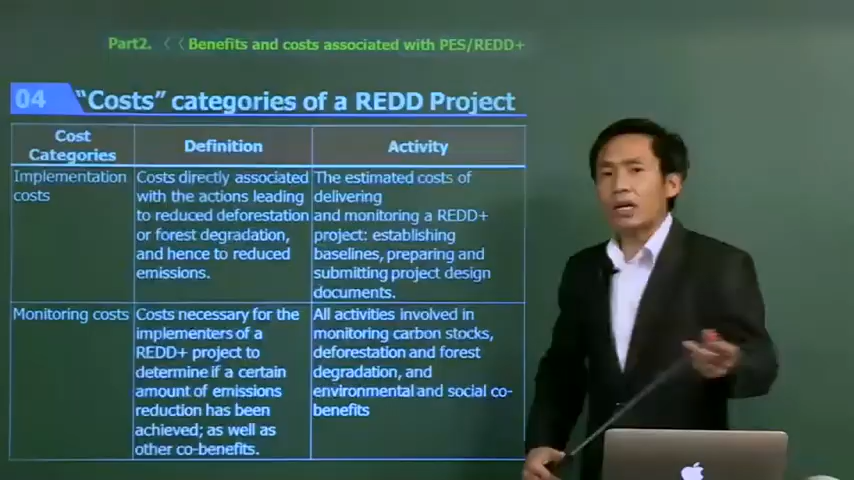 Part2. 〈〈 Benefits and costs associated with PES/REDD+
04 “Costs” categories of a REDD Project
Cost
Categories
Definition
Activity
Implementation
costs
Costs directly associated
with the actions leading
to reduced deforestation
or forest degradation,
and hence to reduced
emissions.
The estimated costs of
delivering
and monitoring a REDD+
project: establishing
baselines, preparing and
submitting project design
documents.
Monitoring costs
Costs necessary for the
implementers of a
REDD+ project to
determine if a certain
amount of emissions
reduction has been
achieved; as well as
other co-benefits.
All activities involved in
monitoring carbon stocks,
deforestation and forest
degradation, and
environmental and social co-
benefits